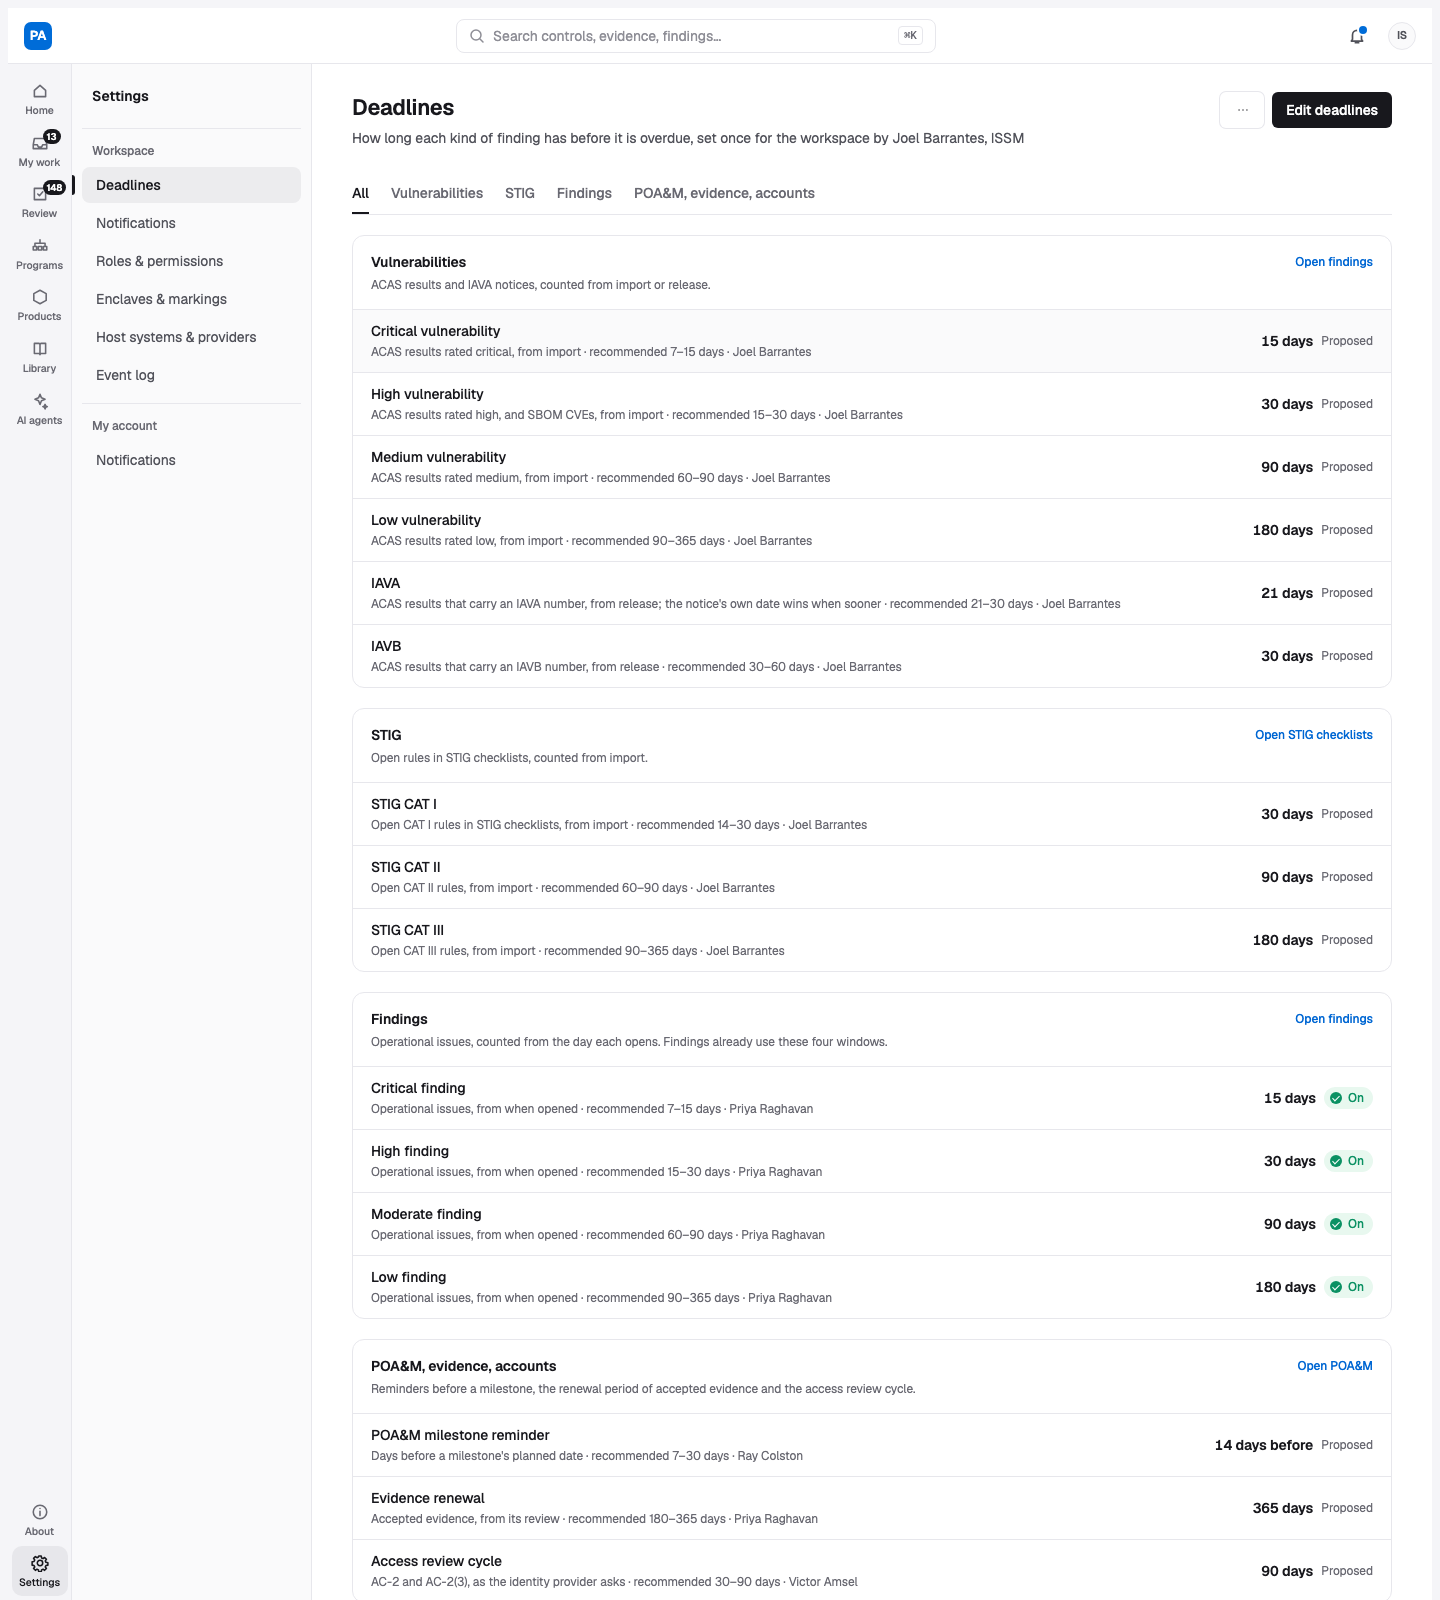 PA
Search controls, evidence, findings...
⌘K
IS
Home
13
My work
148
Review
Programs
Products
Library
AI agents
About
Settings
Settings
Workspace
Deadlines
Notifications
Roles & permissions
Enclaves & markings
Host systems & providers
Event log
My account
Notifications
Deadlines
How long each kind of finding has before it is overdue, set once for the workspace by Joel Barrantes, ISSM
...
Edit deadlines
All Vulnerabilities STIG Findings POA&M, evidence, accounts
Vulnerabilities Open findings
ACAS results and IAVA notices, counted from import or release.
Critical vulnerability
ACAS results rated critical, from import · recommended 7–15 days · Joel Barrantes
15 days Proposed
High vulnerability
ACAS results rated high, and SBOM CVEs, from import · recommended 15–30 days · Joel Barrantes
30 days Proposed
Medium vulnerability
ACAS results rated medium, from import · recommended 60–90 days · Joel Barrantes
90 days Proposed
Low vulnerability
ACAS results rated low, from import · recommended 90–365 days · Joel Barrantes
180 days Proposed
IAVA
ACAS results that carry an IAVA number, from release; the notice's own date wins when sooner · recommended 21–30 days · Joel Barrantes
21 days Proposed
IAVB
ACAS results that carry an IAVB number, from release · recommended 30–60 days · Joel Barrantes
30 days Proposed
STIG Open STIG checklists
Open rules in STIG checklists, counted from import.
STIG CAT I
Open CAT I rules in STIG checklists, from import · recommended 14–30 days · Joel Barrantes
30 days Proposed
STIG CAT II
Open CAT II rules, from import · recommended 60–90 days · Joel Barrantes
90 days Proposed
STIG CAT III
Open CAT III rules, from import · recommended 90–365 days · Joel Barrantes
180 days Proposed
Findings Open findings
Operational issues, counted from the day each opens. Findings already use these four windows.
Critical finding
Operational issues, from when opened · recommended 7–15 days · Priya Raghavan
15 days On
High finding
Operational issues, from when opened · recommended 15–30 days · Priya Raghavan
30 days On
Moderate finding
Operational issues, from when opened · recommended 60–90 days · Priya Raghavan
90 days On
Low finding
Operational issues, from when opened · recommended 90–365 days · Priya Raghavan
180 days On
POA&M, evidence, accounts Open POA&M
Reminders before a milestone, the renewal period of accepted evidence and the access review cycle.
POA&M milestone reminder
Days before a milestone's planned date · recommended 7–30 days · Ray Colston
14 days before Proposed
Evidence renewal
Accepted evidence, from its review · recommended 180–365 days · Priya Raghavan
365 days Proposed
Access review cycle
AC-2 and AC-2(3), as the identity provider asks · recommended 30–90 days · Victor Amsel
90 days Proposed